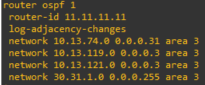 router ospf 1
router-id 11.11.11.11
log-adjacency-changes
network 10.13.74.0 0.0.0.31 area 3
network 10.13.119.0 0.0.0.3 area 3
network 10.13.121.0 0.0.0.3 area 3
network 30.31.1.0 0.0.0.255 area 3